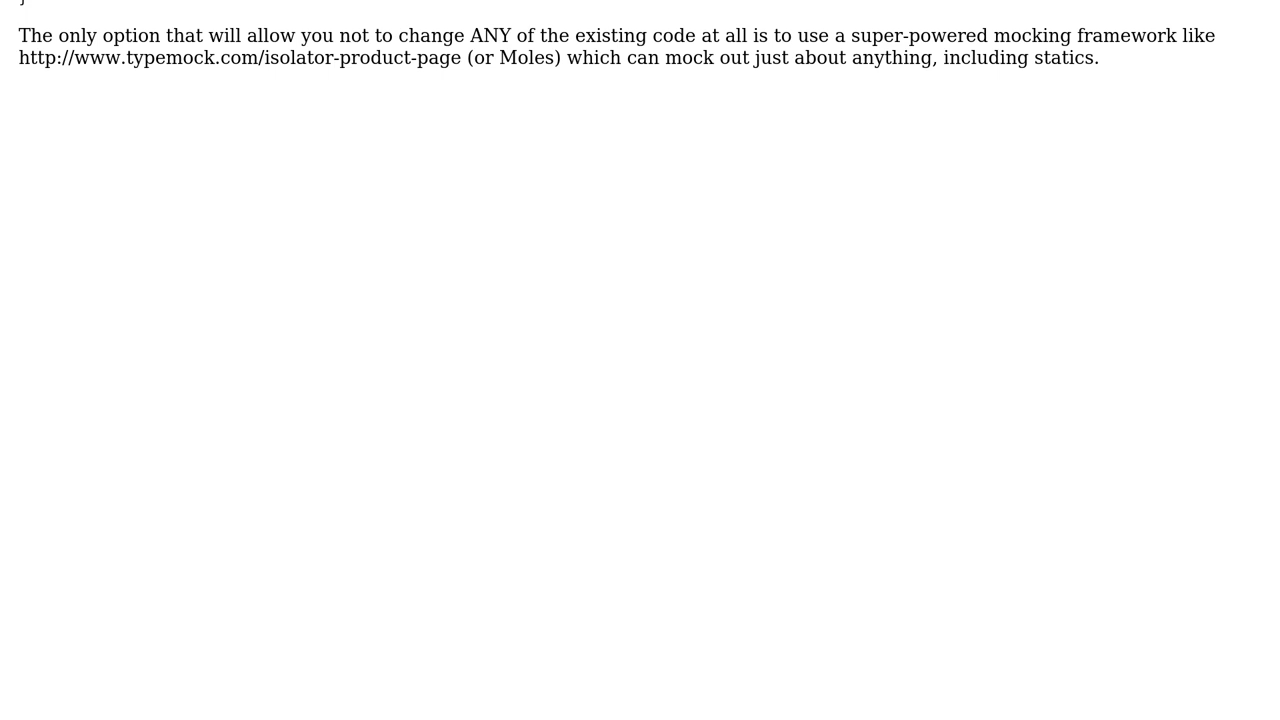 }
The only option that will allow you not to change ANY of the existing code at all is to use a super-powered mocking framework like
http://www.typemock.com/isolator-product-page (or Moles) which can mock out just about anything, including statics.